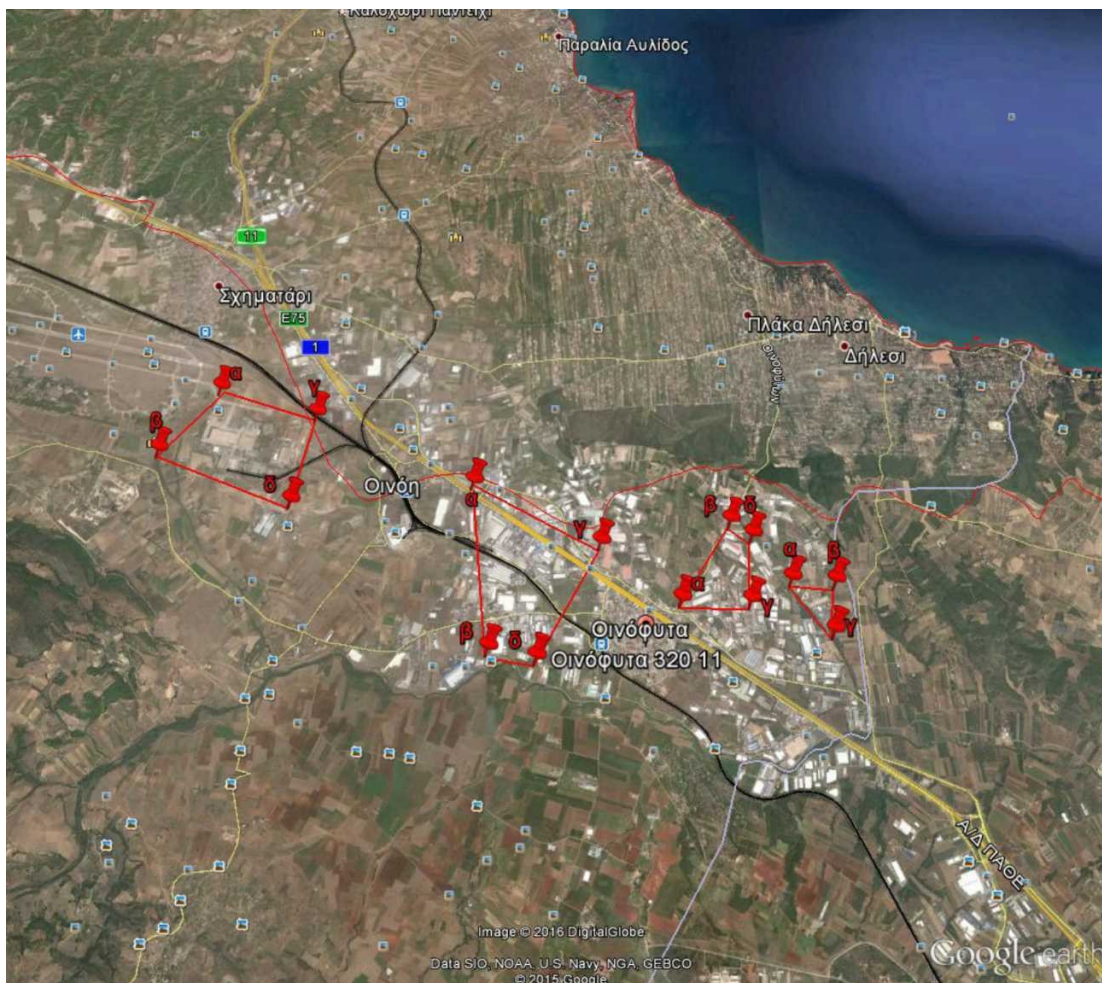 Παραλία Αυλίδος
11
Σχηματάρι
E75
1
Πλάκα Δήλεσι
Δήλεσι
α
γ
β
δ
Οινόη
α
γ
β
δ
β
δ
α
γ
α
β
γ
Οινόφυτα
Οινόφυτα 320 11
Α/Δ ΠΑΘΕ
Image © 2016 DigitalGlobe
Data SIO, NOAA, U.S. Navy, NGA, GEBCO
© 2015 Google
Google earth